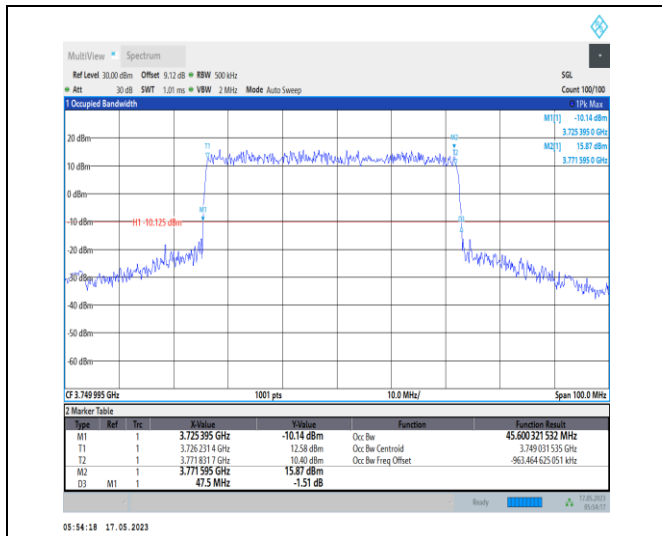 MultiView Spectrum
Ref Level 30.00 dBm Offset 9.12 dB RBW 500 kHz SGL
Att 30 dB SWT 1.01 ms VBW 2 MHz Mode Auto Sweep Count 100/100
1 Occupied Bandwidth 1Pk Max
M1[1] -10.14 dBm
3.725 395 0 GHz
M2[1] 15.87 dBm
3.771 595 0 GHz
20 dBm
T1
M2
T2
10 dBm
0 dBm
M1
-10 dBm
H1 -10.125 dBm
D3
-20 dBm
-30 dBm
-40 dBm
-50 dBm
-60 dBm
CF 3.749 995 GHz 1001 pts 10.0 MHz/ Span 100.0 MHz
2 Marker Table
Type Ref Trc X-Value Y-Value Function Function Result
M1 1 3.725 395 GHz -10.14 dBm Occ Bw 45.600 321 532 MHz
T1 1 3.726 231 4 GHz 12.58 dBm Occ Bw Centroid 3.749 031 535 GHz
T2 1 3.771 831 7 GHz 10.40 dBm Occ Bw Freq Offset -963.464 625 051 kHz
M2 1 3.771 595 GHz 15.87 dBm
D3 M1 1 47.5 MHz -1.51 dB
Ready 17.05.2023
05:54:17
05:54:18 17.05.2023